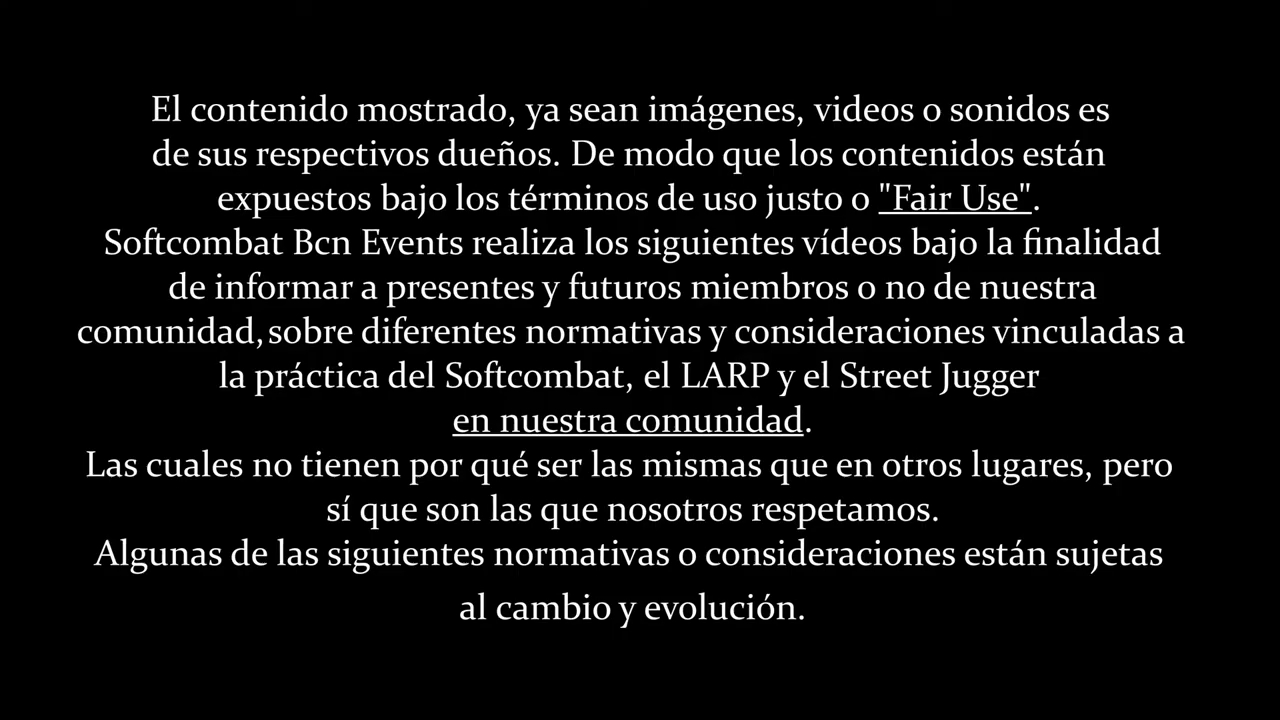 El contenido mostrado, ya sean imágenes, videos o sonidos es
de sus respectivos dueños. De modo que los contenidos están
expuestos bajo los términos de uso justo o "Fair Use".
Softcombat Bcn Events realiza los siguientes vídeos bajo la finalidad
de informar a presentes y futuros miembros o no de nuestra
comunidad, sobre diferentes normativas y consideraciones vinculadas a
la práctica del Softcombat, el LARP y el Street Jugger
en nuestra comunidad.
Las cuales no tienen por qué ser las mismas que en otros lugares, pero
sí que son las que nosotros respetamos.
Algunas de las siguientes normativas o consideraciones están sujetas
al cambio y evolución.